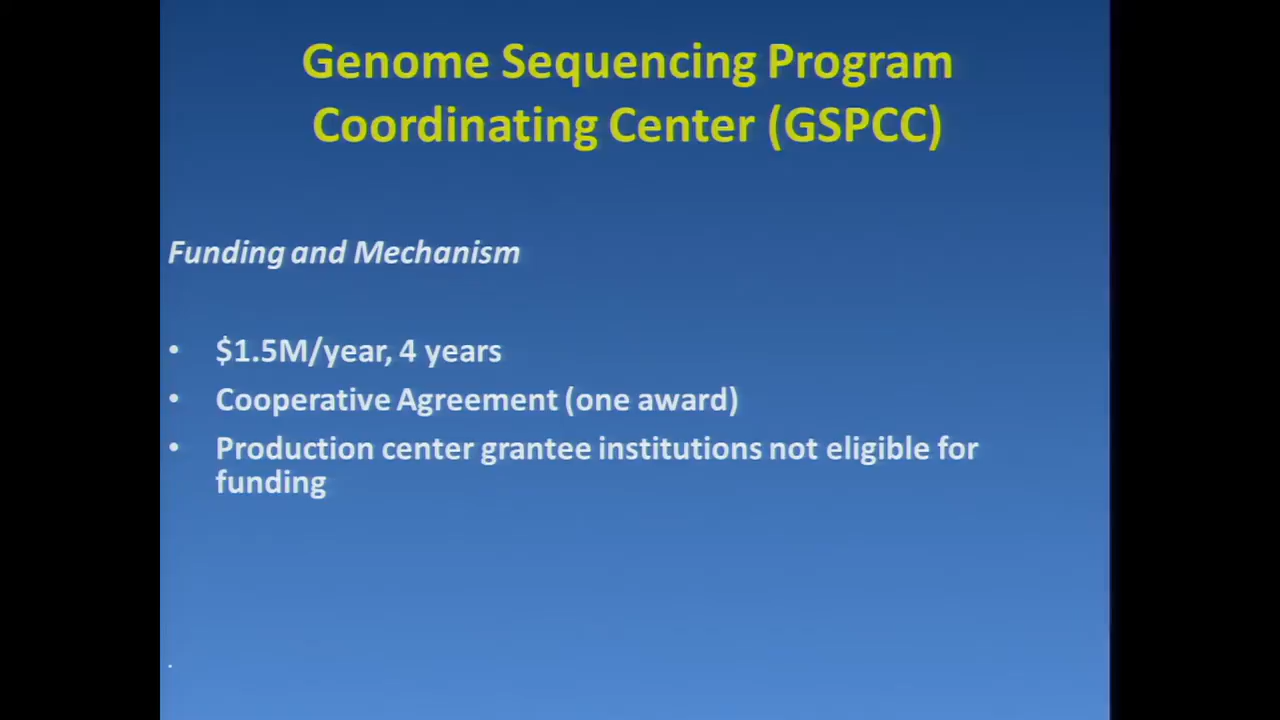 Genome Sequencing Program
Coordinating Center (GSPCC)
Funding and Mechanism
• $1.5M/year, 4 years
• Cooperative Agreement (one award)
• Production center grantee institutions not eligible for
funding
.